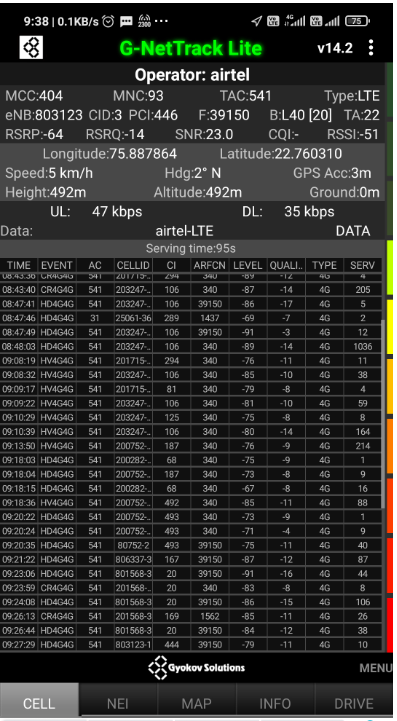 9:38 | 0.1KB/s 2300 ... 4G 75
G-NetTrack Lite v14.2
Operator: airtel
MCC:404 MNC:93 TAC:541 Type:LTE
eNB:803123 CID:3 PCI:446 F:39150 B:L40 [20] TA:22
RSRP:-64 RSRQ:-14 SNR:23.0 CQI:- RSSI:-51
Longitude:75.887864 Latitude:22.760310
Speed:5 km/h Hdg:2° N GPS Acc:3m
Height:492m Altitude:492m Ground:0m
UL: 47 kbps DL: 35 kbps
Data: airtel-LTE DATA
Serving time:95s
TIME EVENT AC CELLID CI ARFCN LEVEL QUALI.. TYPE SERV
08:43:36 CR4G4G 541 201715-.. 294 340 -89 -12 4G 4
08:43:40 CR4G4G 541 203247-.. 106 340 -87 -14 4G 205
08:47:41 HD4G4G 541 203247-.. 106 39150 -86 -17 4G 5
08:47:46 HD4G4G 31 25061-36 289 1437 -69 -7 4G 2
08:47:49 HD4G4G 541 203247-.. 106 39150 -91 -3 4G 12
08:48:03 HD4G4G 541 203247-.. 106 340 -89 -14 4G 1036
09:08:19 HV4G4G 541 201715-.. 294 340 -76 -11 4G 11
09:08:32 HV4G4G 541 203247-.. 106 340 -85 -10 4G 38
09:09:17 HV4G4G 541 201715-.. 81 340 -79 -8 4G 4
09:09:22 HV4G4G 541 203247-.. 106 340 -81 -10 4G 59
09:10:29 HV4G4G 541 203247-.. 125 340 -75 -8 4G 8
09:10:39 HV4G4G 541 203247-.. 106 340 -80 -14 4G 164
09:13:50 HV4G4G 541 200752-.. 187 340 -76 -9 4G 214
09:18:03 HD4G4G 541 200282-.. 68 340 -75 -9 4G 1
09:18:04 HD4G4G 541 200752-.. 187 340 -73 -8 4G 9
09:18:15 HD4G4G 541 200282-.. 68 340 -67 -8 4G 16
09:18:36 HV4G4G 541 200752-.. 492 340 -85 -11 4G 88
09:20:22 HD4G4G 541 200752-.. 493 340 -73 -9 4G 1
09:20:24 HD4G4G 541 200752-.. 493 340 -71 -4 4G 9
09:20:35 HD4G4G 541 80752-2 493 39150 -75 -11 4G 40
09:21:22 HD4G4G 541 806337-3 167 39150 -87 -12 4G 87
09:23:06 HD4G4G 541 801568-3 20 39150 -91 -16 4G 44
09:23:59 CR4G4G 541 201568-.. 20 340 -83 -8 4G 8
09:24:08 HD4G4G 541 801568-3 20 39150 -86 -15 4G 106
09:26:13 CR4G4G 541 801568-3 169 1562 -85 -11 4G 26
09:26:44 HD4G4G 541 801568-3 20 39150 -84 -12 4G 38
09:27:29 HD4G4G 541 803123-1 444 39150 -79 -11 4G 10
Gyokov Solutions MENU
CELL NEI MAP INFO DRIVE